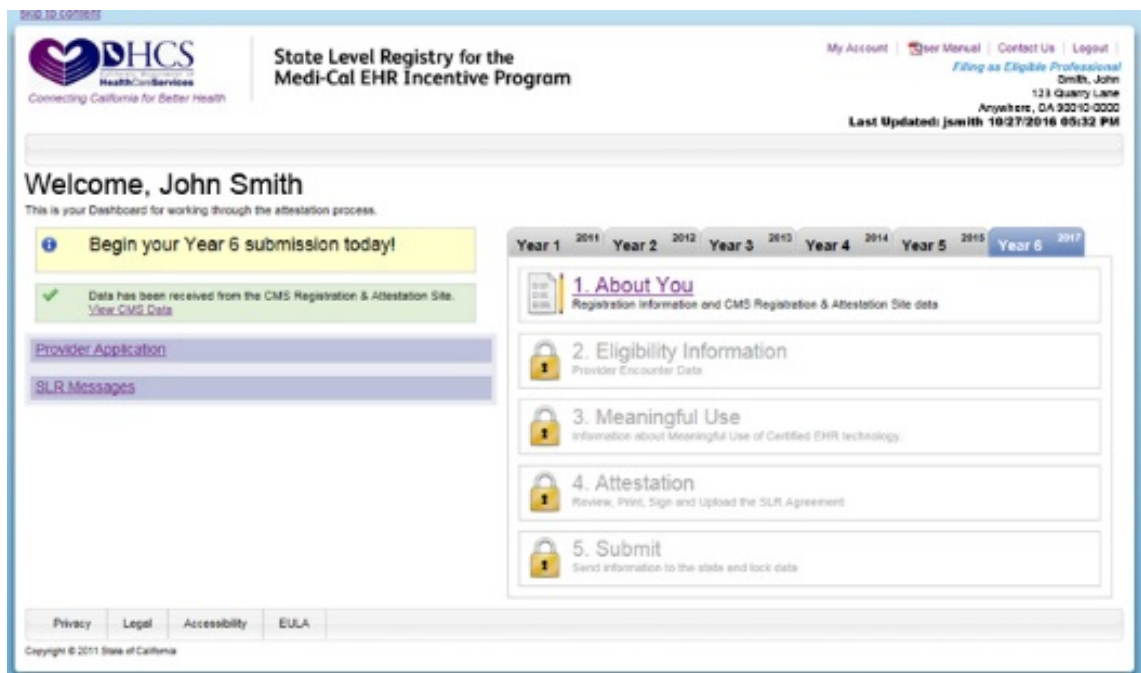 Skip to content
DHCS
HealthCareServices
Connecting California for Better Health
State Level Registry for the
Medi-Cal EHR Incentive Program
My Account | User Manual | Contact Us | Logout
Filing as Eligible Professional
Smith, John
123 Quarry Lane
Anywhere, CA 90010-0000
Last Updated: jsmith 10/27/2016 05:32 PM
Welcome, John Smith
This is your Dashboard for working through the attestation process.
Begin your Year 6 submission today!
Data has been received from the CMS Registration & Attestation Site.
View CMS Data
Provider Application
SLR Messages
Year 1 2011 Year 2 2012 Year 3 2013 Year 4 2014 Year 5 2015 Year 6 2017
1. About You
Registration Information and CMS Registration & Attestation Site data
2. Eligibility Information
Provider Encounter Data
3. Meaningful Use
Information about Meaningful Use of Certified EHR technology.
4. Attestation
Review, Print, Sign and Upload the SLR Agreement
5. Submit
Send information to the state and lock data
Privacy Legal Accessibility EULA
Copyright © 2011 State of California